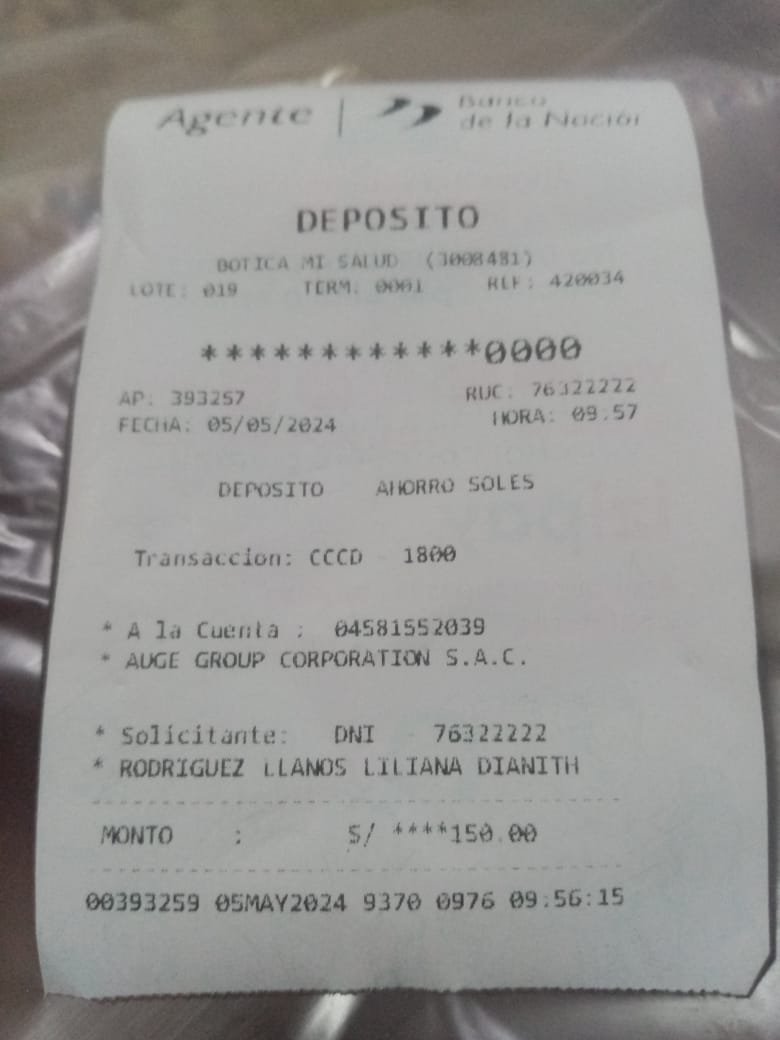 Agente | Banco de la Nación
DEPOSITO
BOTICA MI SALUD (3008481)
LOTE: 019 TERM: 0001 REF: 420034
************0000
AP: 393257 RUC: 76322222
FECHA: 05/05/2024 HORA: 09:57
DEPOSITO AHORRO SOLES
Transaccion: CCCD - 1800
* A la Cuenta : 04581552039
* AUGE GROUP CORPORATION S.A.C.
* Solicitante: DNI - 76322222
* RODRIGUEZ LLANOS LILIANA DIANITH
MONTO : S/ ****150.00
00393259 05MAY2024 9370 0976 09:56:15